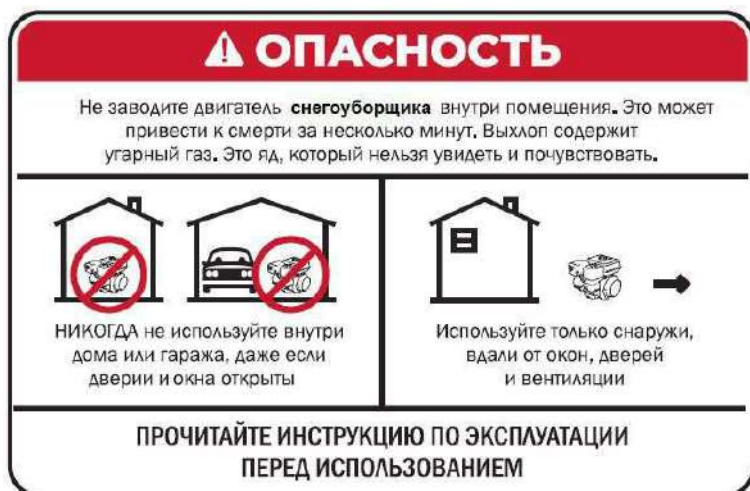 ОПАСНОСТЬ
Не заводите двигатель снегоуборщика внутри помещения. Это может
привести к смерти за несколько минут. Выхлоп содержит
угарный газ. Это яд, который нельзя увидеть и почувствовать.
НИКОГДА не используйте внутри
дома или гаража, даже если
дверии и окна открыты
Используйте только снаружи,
вдали от окон, дверей
и вентиляции
ПРОЧИТАЙТЕ ИНСТРУКЦИЮ ПО ЭКСПЛУАТАЦИИ
ПЕРЕД ИСПОЛЬЗОВАНИЕМ